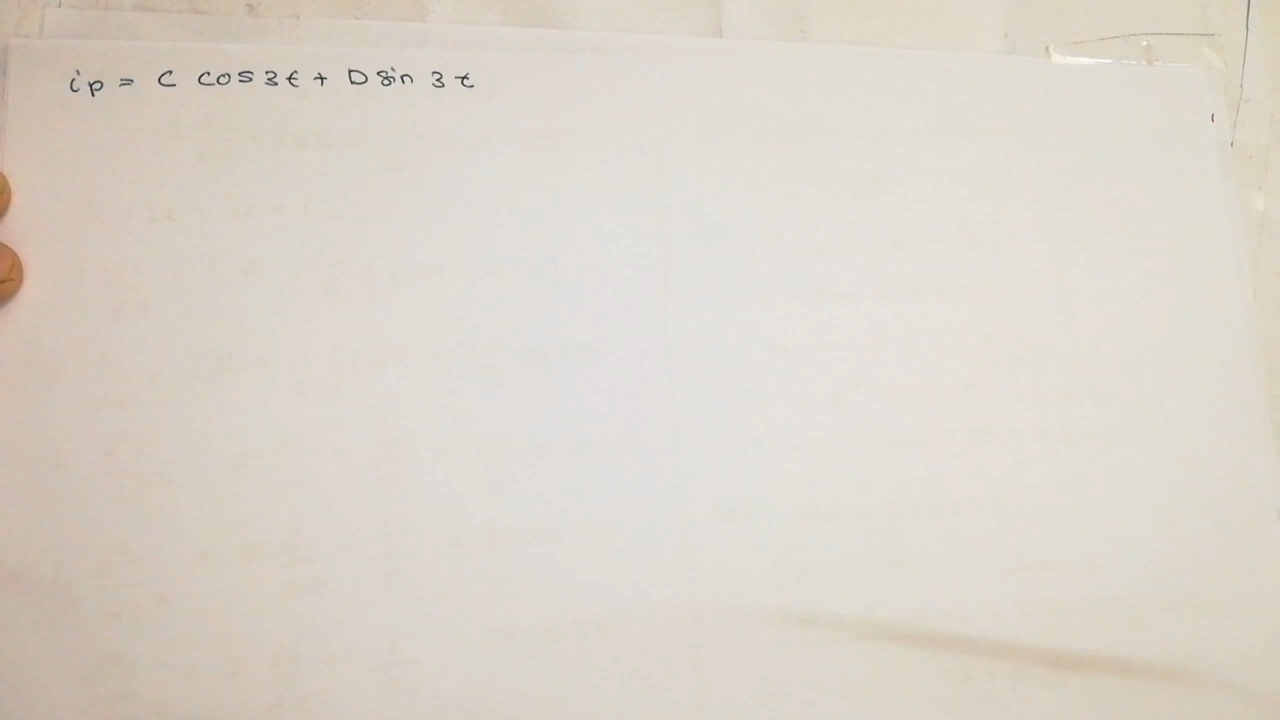 ip = C cos3t + D sin 3t